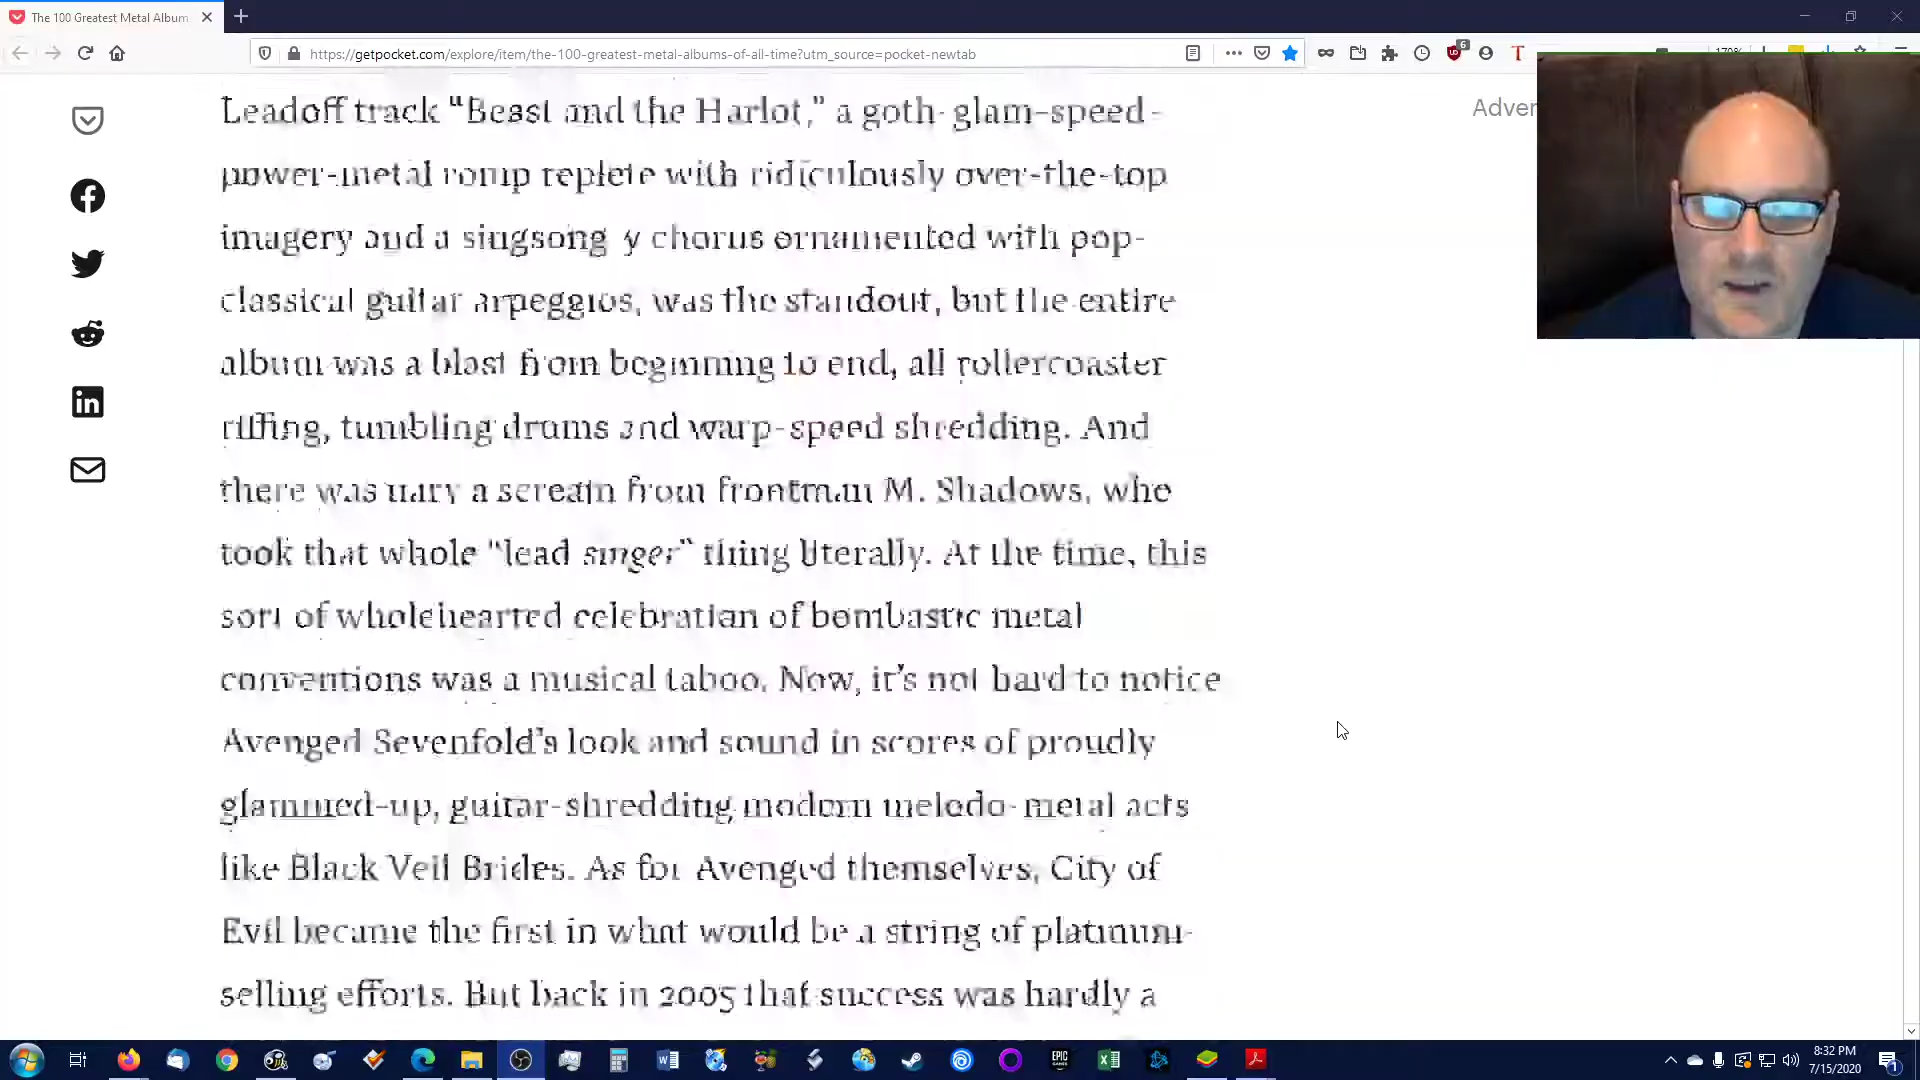 The 100 Greatest Metal Album
https://getpocket.com/explore/item/the-100-greatest-metal-albums-of-all-time?utm_source=pocket-newtab
6
170%
Adver
Leadoff track "Beast and the Harlot," a goth-glam-speed-
power-metal romp replete with ridiculously over-the-top
imagery and a singsong-y chorus ornamented with pop-
classical guitar arpeggios, was the standout, but the entire
album was a blast from beginning to end, all rollercoaster
riffing, tumbling drums and warp-speed shredding. And
there was nary a scream from frontman M. Shadows, who
took that whole "lead singer" thing literally. At the time, this
sort of wholehearted celebration of bombastic metal
conventions was a musical taboo. Now, it's not hard to notice
Avenged Sevenfold's look and sound in scores of proudly
glammed-up, guitar-shredding modern melodo-metal acts
like Black Veil Brides. As for Avenged themselves, City of
Evil became the first in what would be a string of platinum-
selling efforts. But back in 2005 that success was hardly a
8:32 PM
7/15/2020